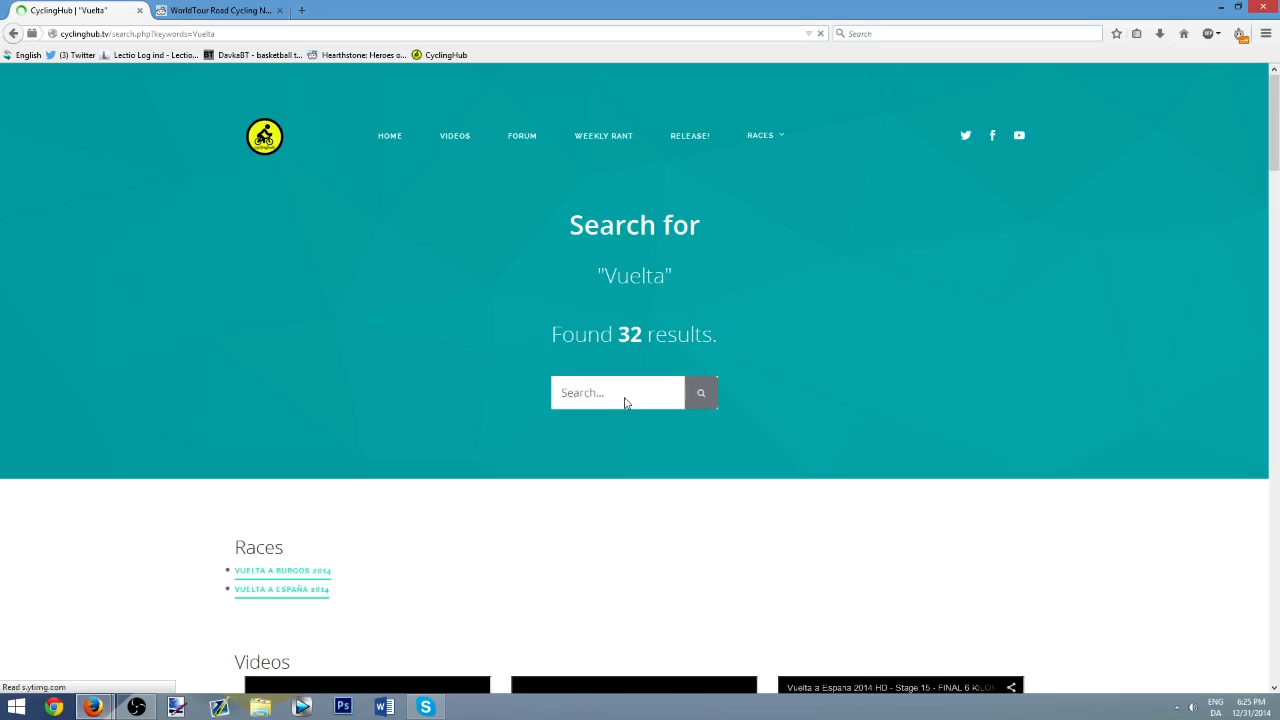 CyclingHub | "Vuelta"
WorldTour Road Cycling N...
cyclinghub.tv/search.php?keywords=Vuelta
Search
English
(3) Twitter
Lectio Log ind - Lectio...
DavkaBT - basketball t...
Hearthstone: Heroes o...
CyclingHub
HOME
VIDEOS
FORUM
WEEKLY RANT
RELEASE!
RACES
Search for
"Vuelta"
Found 32 results.
Search...
Races
VUELTA A BURGOS 2014
VUELTA A ESPAÑA 2014
Videos
Vuelta a Espana 2014 HD - Stage 15 - FINAL 6 KILOM
Read s.ytimg.com
ENG
DA
6:25 PM
12/31/2014